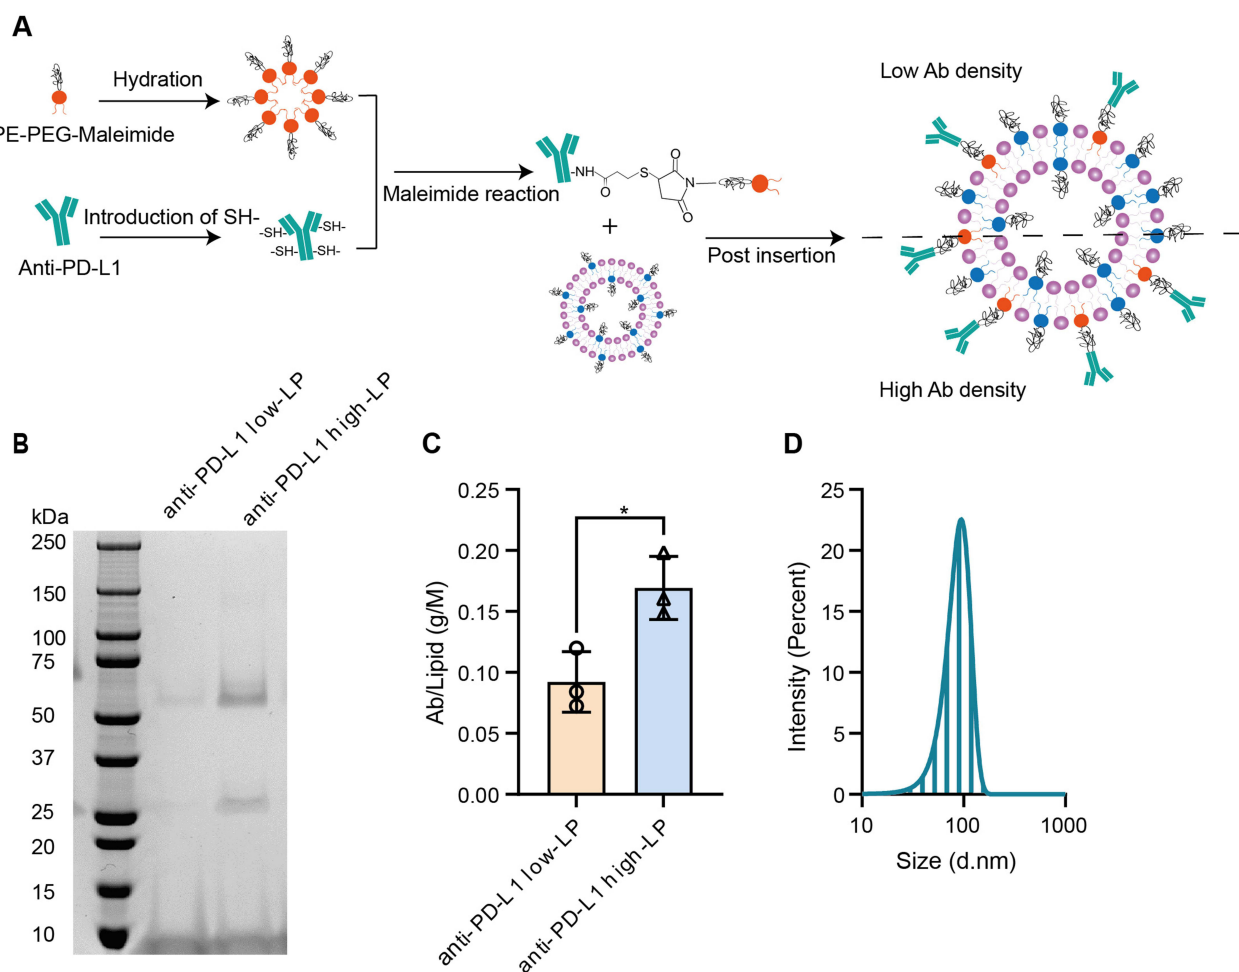 A
Hydration
PE-PEG-Maleimide
Introduction of SH-
Anti-PD-L1
-SH-
-SH-
-SH-
-SH-
Maleimide reaction
NH
O
S
O
N
O
+
Post insertion
Low Ab density
High Ab density
B
anti-PD-L1 low-LP
anti-PD-L1 high-LP
kDa
250
150
100
75
50
37
25
20
15
10
C
Ab/Lipid (g/M)
0.25
0.20
0.15
0.10
0.05
0.00
*
anti-PD-L1 low-LP
anti-PD-L1 high-LP
D
Intensity (Percent)
25
20
15
10
5
0
10
100
1000
Size (d.nm)